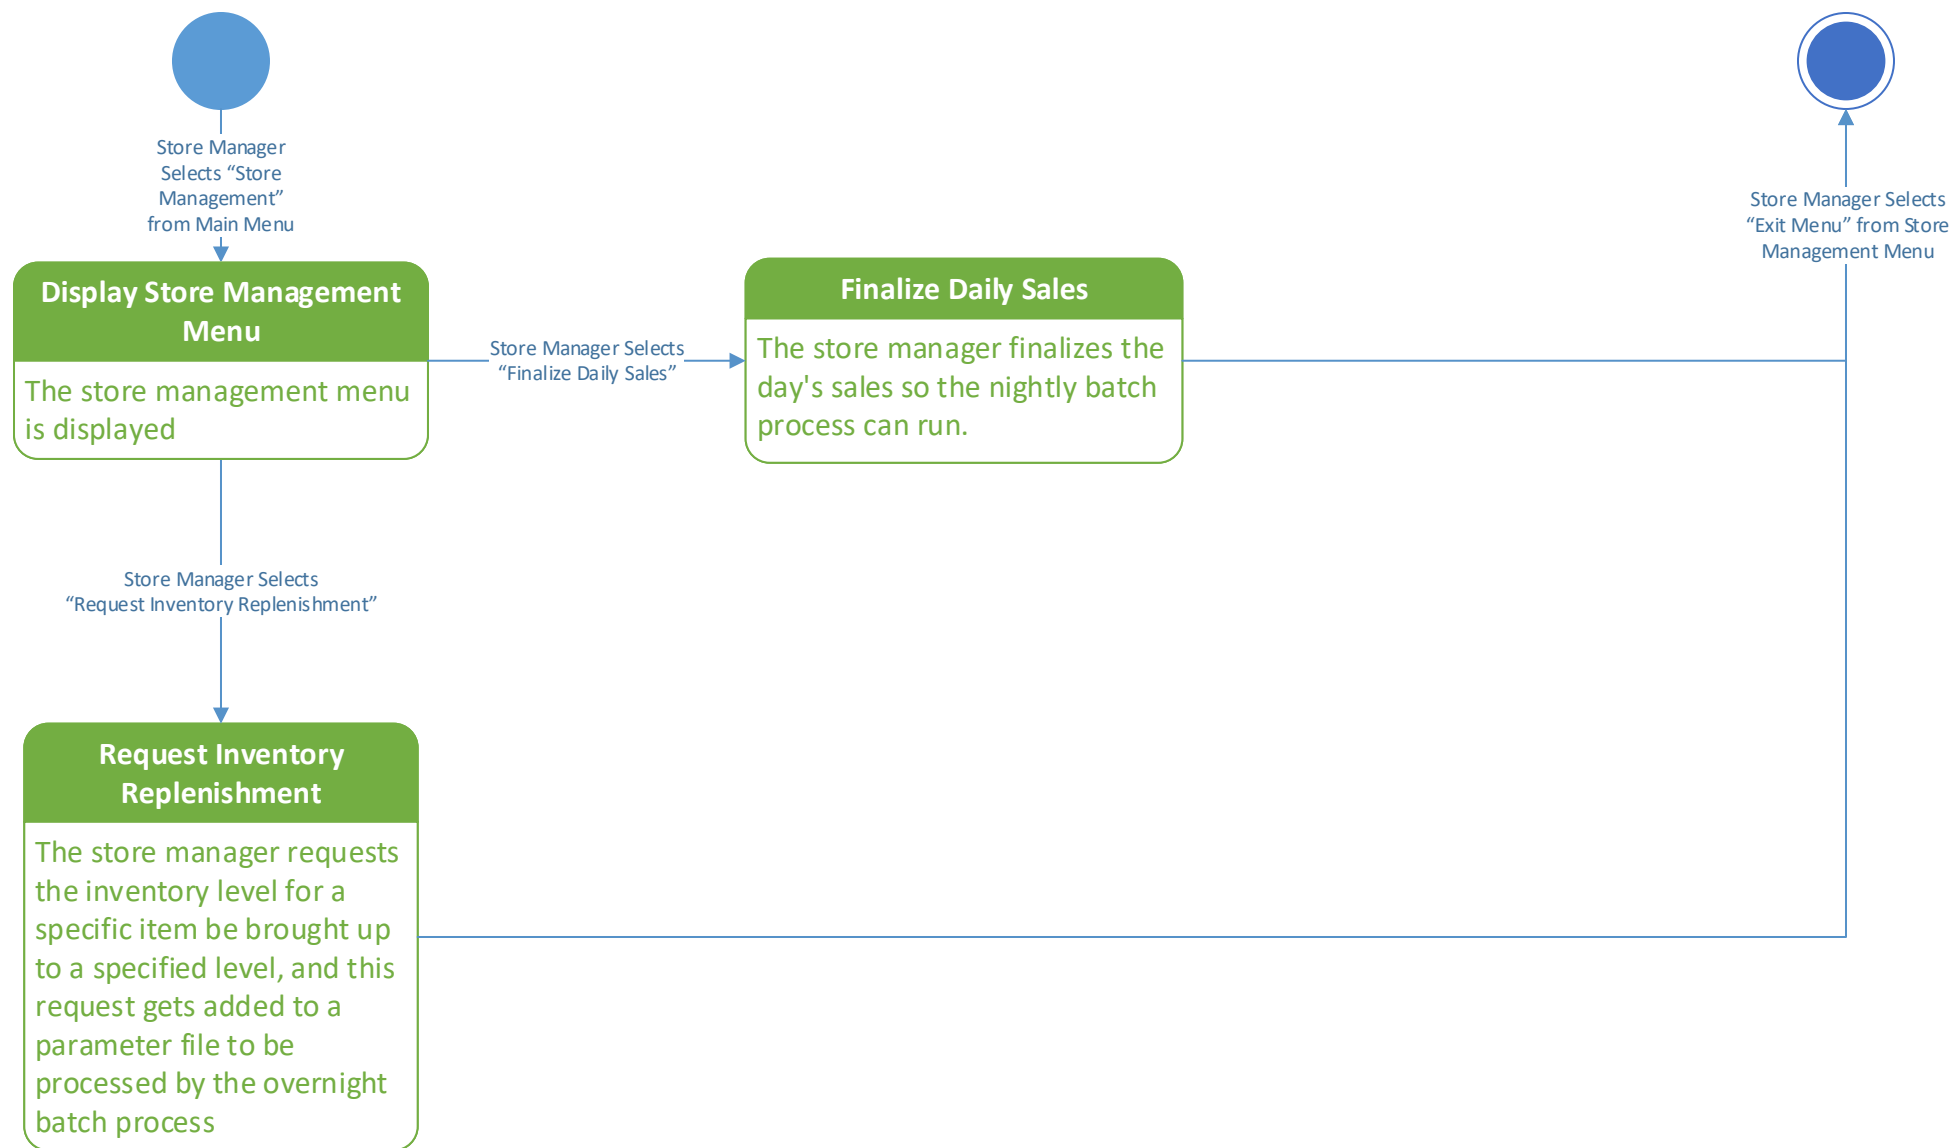 Store Manager
Selects “Store
Management”
from Main Menu
Display Store Management
Menu
The store management menu
is displayed
Store Manager Selects
“Finalize Daily Sales”
Finalize Daily Sales
The store manager finalizes the
day's sales so the nightly batch
process can run.
Store Manager Selects
“Exit Menu” from Store
Management Menu
Store Manager Selects
“Request Inventory Replenishment”
Request Inventory
Replenishment
The store manager requests
the inventory level for a
specific item be brought up
to a specified level, and this
request gets added to a
parameter file to be
processed by the overnight
batch process